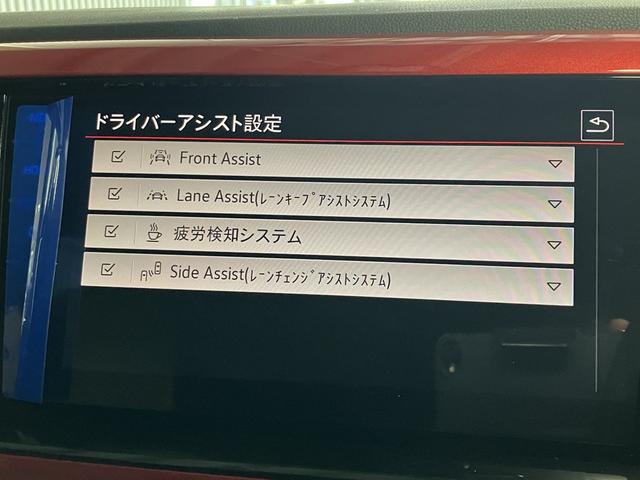 ドライバーアシスト設定
Front Assist
Lane Assist(ﾚｰﾝｷｰﾌﾟｱｼｽﾄｼｽﾃﾑ)
疲労検知システム
Side Assist(ﾚｰﾝﾁｪﾝｼﾞｱｼｽﾄｼｽﾃﾑ)